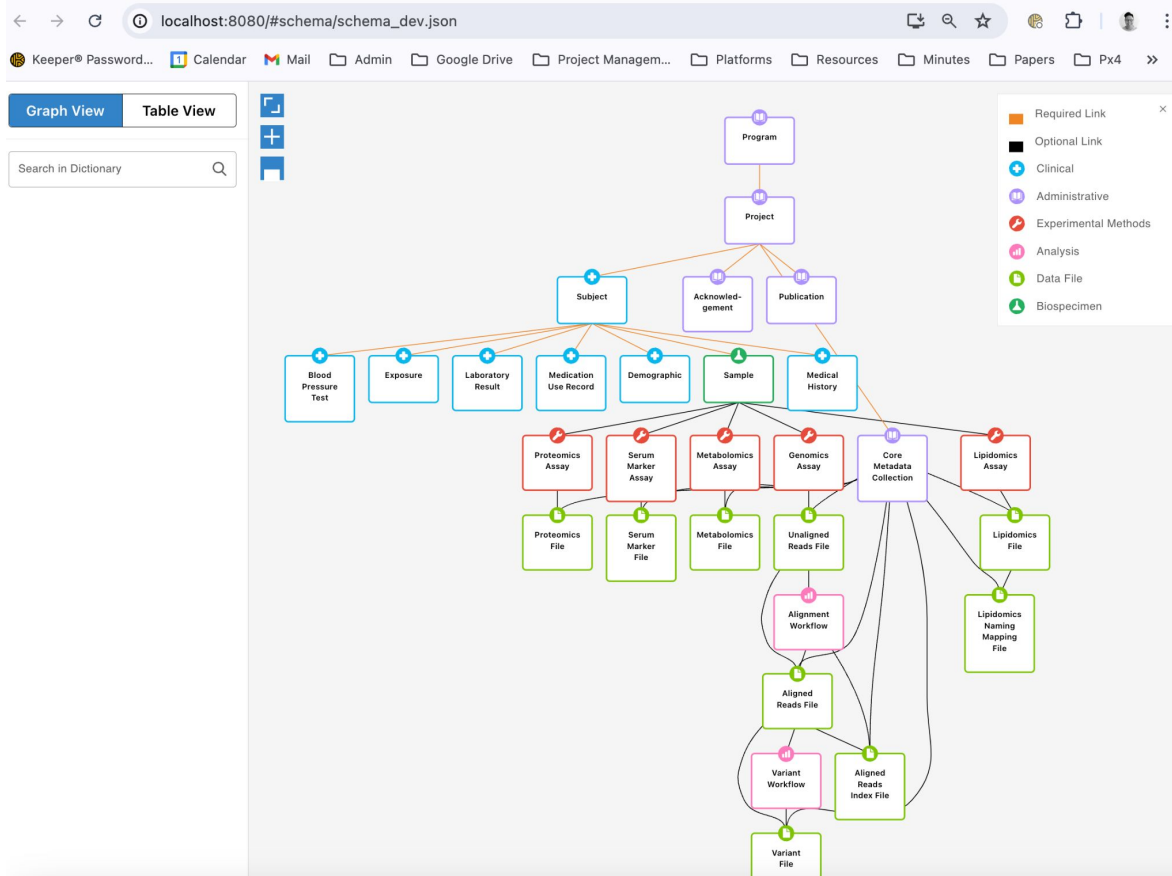 localhost:8080/#schema/schema_dev.json
Keeper® Password...
Calendar
Mail
Admin
Google Drive
Project Managem...
Platforms
Resources
Minutes
Papers
Px4
»
Graph View
Table View
Search in Dictionary
Required Link
Optional Link
Clinical
Administrative
Experimental Methods
Analysis
Data File
Biospecimen
Program
Project
Subject
Acknowled-
gement
Publication
Blood
Pressure
Test
Exposure
Laboratory
Result
Medication
Use Record
Demographic
Sample
Medical
History
Proteomics
Assay
Serum
Marker
Assay
Metabolomics
Assay
Genomics
Assay
Core
Metadata
Collection
Lipidomics
Assay
Proteomics
File
Serum
Marker
File
Metabolomics
File
Unaligned
Reads File
Lipidomics
File
Alignment
Workflow
Lipidomics
Naming
Mapping
File
Aligned
Reads File
Variant
Workflow
Aligned
Reads
Index File
Variant
File